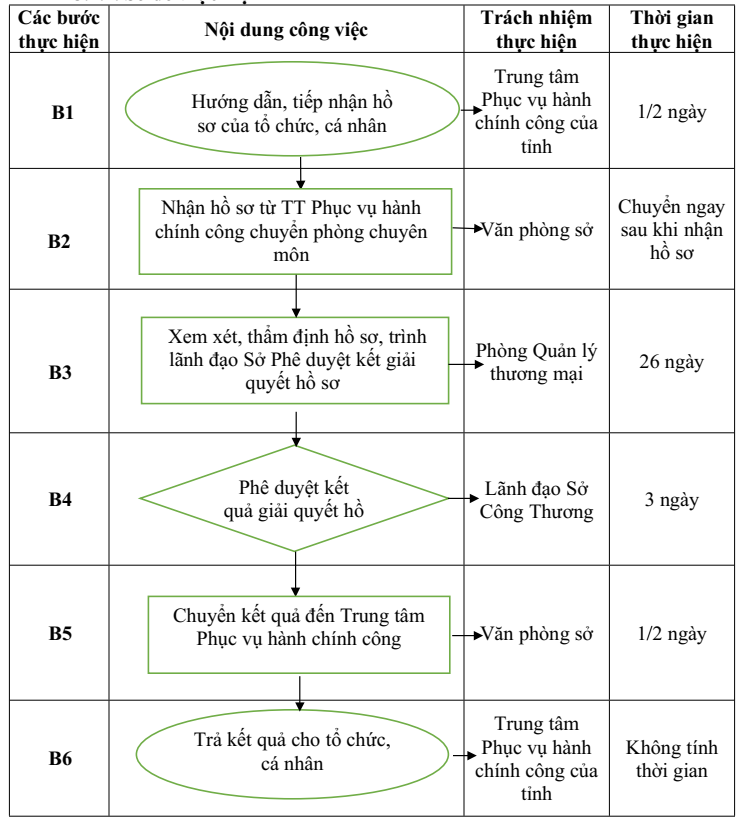 Các bước
thực hiện
Nội dung công việc
Trách nhiệm
thực hiện
Thời gian
thực hiện
B1
Hướng dẫn, tiếp nhận hồ
sơ của tổ chức, cá nhân
Trung tâm
Phục vụ hành
chính công của
tỉnh
1/2 ngày
B2
Nhận hồ sơ từ TT Phục vụ hành
chính công chuyển phòng chuyên
môn
Văn phòng sở
Chuyển ngay
sau khi nhận
hồ sơ
B3
Xem xét, thẩm định hồ sơ, trình
lãnh đạo Sở Phê duyệt kết giải
quyết hồ sơ
Phòng Quản lý
thương mại
26 ngày
B4
Phê duyệt kết
quả giải quyết hồ
Lãnh đạo Sở
Công Thương
3 ngày
B5
Chuyển kết quả đến Trung tâm
Phục vụ hành chính công
Văn phòng sở
1/2 ngày
B6
Trả kết quả cho tổ chức,
cá nhân
Trung tâm
Phục vụ hành
chính công của
tỉnh
Không tính
thời gian